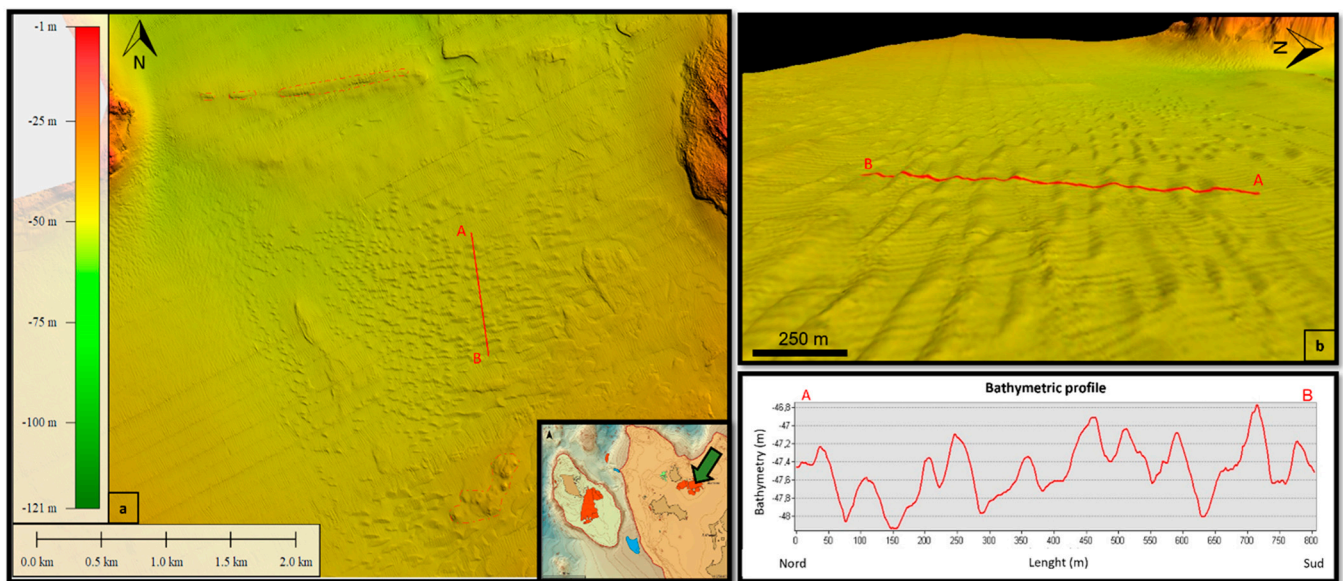 -1 m
-25 m
-50 m
-75 m
-100 m
-121 m
N
A
B
a
0.0 km 0.5 km 1.0 km 1.5 km 2.0 km
N
B
A
250 m
b
Bathymetric profile
A
B
Bathymetry (m)
-46,8
-47
-47,2
-47,4
-47,6
-47,8
-48
0 50 100 150 200 250 300 350 400 450 500 550 600 650 700 750 800
Nord
Lenght (m)
Sud